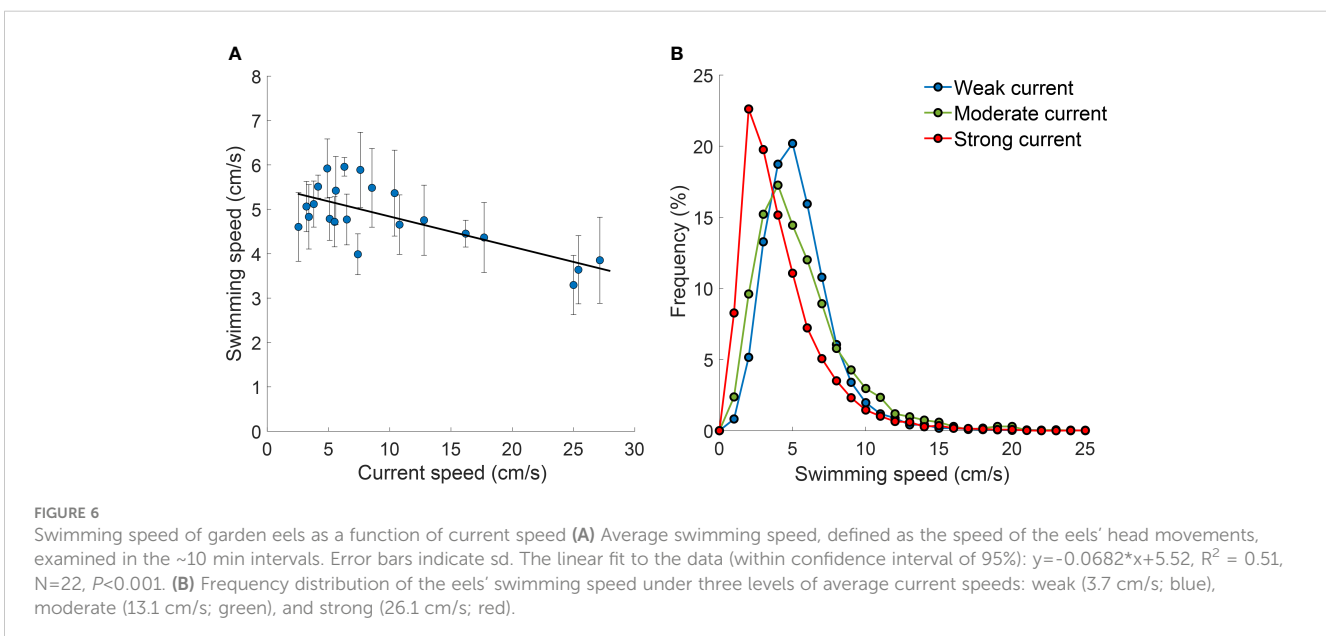 A
8
7
6
5
4
3
2
1
0
Swimming speed (cm/s)
0 5 10 15 20 25 30
Current speed (cm/s)
B
25
20
15
10
5
0
Frequency (%)
0 5 10 15 20 25
Swimming speed (cm/s)
Weak current
Moderate current
Strong current
FIGURE 6
Swimming speed of garden eels as a function of current speed (A) Average swimming speed, defined as the speed of the eels' head movements,
examined in the ~10 min intervals. Error bars indicate sd. The linear fit to the data (within confidence interval of 95%): y=-0.0682*x+5.52, R² = 0.51,
N=22, P<0.001. (B) Frequency distribution of the eels' swimming speed under three levels of average current speeds: weak (3.7 cm/s; blue),
moderate (13.1 cm/s; green), and strong (26.1 cm/s; red).